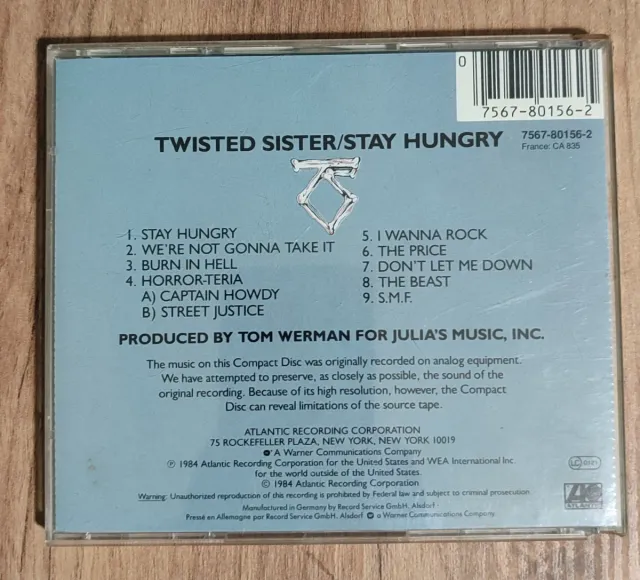 0
7567-80156-2
TWISTED SISTER/STAY HUNGRY
7567-80156-2
France: CA 835
TS
1. STAY HUNGRY
2. WE'RE NOT GONNA TAKE IT
3. BURN IN HELL
4. HORROR-TERIA
A) CAPTAIN HOWDY
B) STREET JUSTICE
5. I WANNA ROCK
6. THE PRICE
7. DON'T LET ME DOWN
8. THE BEAST
9. S.M.F.
PRODUCED BY TOM WERMAN FOR JULIA'S MUSIC, INC.
The music on this Compact Disc was originally recorded on analog equipment.
We have attempted to preserve, as closely as possible, the sound of the
original recording. Because of its high resolution, however, the Compact
Disc can reveal limitations of the source tape.
ATLANTIC RECORDING CORPORATION
75 ROCKEFELLER PLAZA, NEW YORK, NEW YORK 10019
A Warner Communications Company
℗ 1984 Atlantic Recording Corporation for the United States and WEA International Inc.
for the world outside of the United States.
© 1984 Atlantic Recording Corporation
Warning: Unauthorized reproduction of this recording is prohibited by Federal law and subject to criminal prosecution.
Manufactured in Germany by Record Service GmbH, Alsdorf
Pressé en Allemagne par Record Service GmbH, Alsdorf a Warner Communications Company.
LC
ATLANTIC